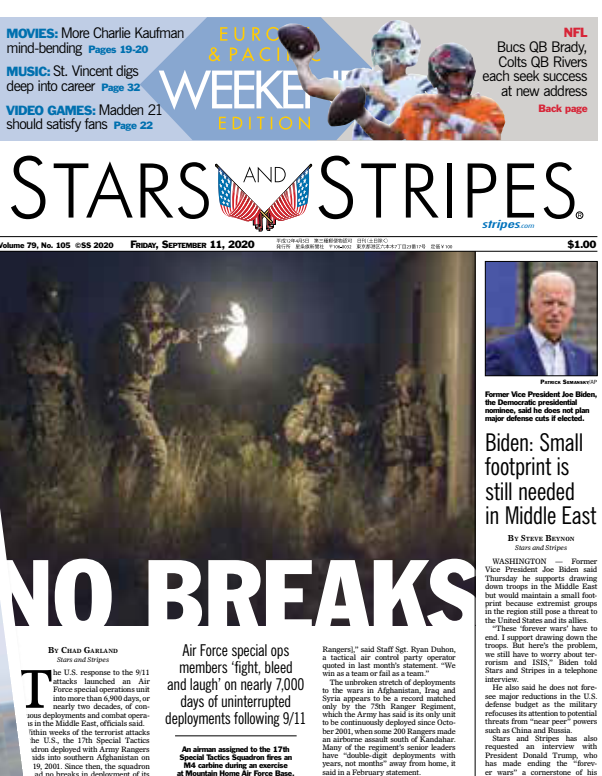 MOVIES: More Charlie Kaufman
mind-bending Pages 19-20
MUSIC: St. Vincent digs
deep into career Page 32
VIDEO GAMES: Madden 21
should satisfy fans Page 22
EURO
& PACIFIC
WEEKEND
EDITION
NFL
Bucs QB Brady,
Colts QB Rivers
each seek success
at new address
Back page
STARS AND STRIPES®
stripes.com
Volume 79, No. 105 ©SS 2020 FRIDAY, SEPTEMBER 11, 2020
$1.00
NO BREAKS
BY CHAD GARLAND
Stars and Stripes
The U.S. response to the 9/11
attacks launched an Air
Force special operations unit
into more than 6,900 days, or
nearly two decades, of con-
uous deployments and combat opera-
s in the Middle East, officials said.
ithin weeks of the terrorist attacks
the U.S., the 17th Special Tactics
adron deployed with Army Rangers
aids into southern Afghanistan on
19, 2001. Since then, the squadron
ad no breaks in deployment of its
Air Force special ops
members ‘fight, bleed
and laugh’ on nearly 7,000
days of uninterrupted
deployments following 9/11
An airman assigned to the 17th
Special Tactics Squadron fires an
M4 carbine during an exercise
at Mountain Home Air Force Base,
Rangers],” said Staff Sgt. Ryan Duhon,
a tactical air control party operator
quoted in last month’s statement. “We
win as a team or fail as a team.”
The unbroken stretch of deployments
to the wars in Afghanistan, Iraq and
Syria appears to be a record matched
only by the 75th Ranger Regiment,
which the Army has said is its only unit
to be continuously deployed since Octo-
ber 2001, when some 200 Rangers made
an airborne assault south of Kandahar.
Many of the regiment’s senior leaders
have “double-digit deployments with
years, not months” away from home, it
said in a February statement.
PATRICK SEMANSKY/AP
Former Vice President Joe Biden,
the Democratic presidential
nominee, said he does not plan
major defense cuts if elected.
Biden: Small
footprint is
still needed
in Middle East
BY STEVE BEYNON
Stars and Stripes
WASHINGTON — Former
Vice President Joe Biden said
Thursday he supports drawing
down troops in the Middle East
but would maintain a small foot-
print because extremist groups
in the region still pose a threat to
the United States and its allies.
“These ‘forever wars’ have to
end. I support drawing down the
troops. But here’s the problem,
we still have to worry about ter-
rorism and ISIS,” Biden told
Stars and Stripes in a telephone
interview.
He also said he does not fore-
see major reductions in the U.S.
defense budget as the military
refocuses its attention to potential
threats from “near peer” powers
such as China and Russia.
Stars and Stripes has also
requested an interview with
President Donald Trump, who
has made ending the “forev-
er wars” a cornerstone of his